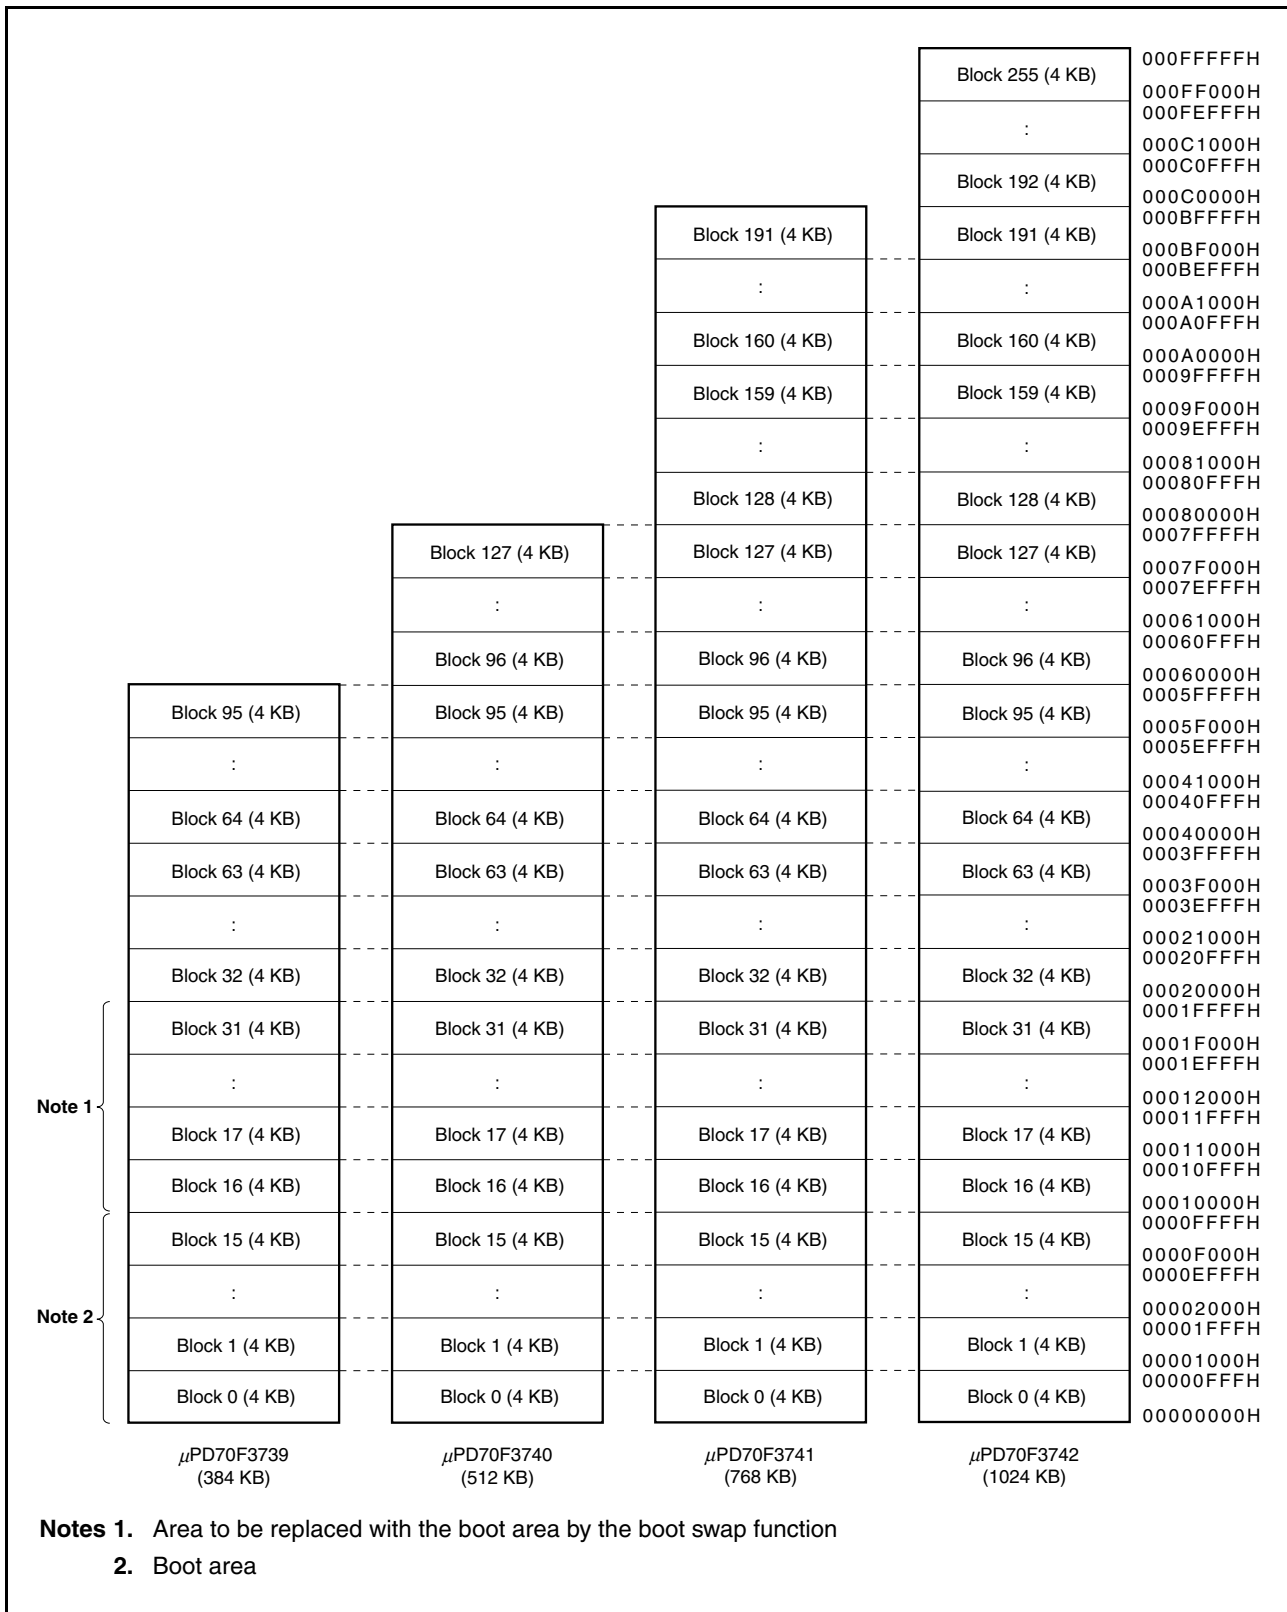 000FFFFFH
Block 255 (4 KB)
000FF000H
000FEFFFH
:
000C1000H
000C0FFFH
Block 192 (4 KB)
000C0000H
000BFFFFH
Block 191 (4 KB) Block 191 (4 KB)
000BF000H
000BEFFFH
: :
000A1000H
000A0FFFH
Block 160 (4 KB) Block 160 (4 KB)
000A0000H
0009FFFFH
Block 159 (4 KB) Block 159 (4 KB)
0009F000H
0009EFFFH
: :
00081000H
00080FFFH
Block 128 (4 KB) Block 128 (4 KB)
00080000H
0007FFFFH
Block 127 (4 KB) Block 127 (4 KB) Block 127 (4 KB)
0007F000H
0007EFFFH
: : :
00061000H
00060FFFH
Block 96 (4 KB) Block 96 (4 KB) Block 96 (4 KB)
00060000H
0005FFFFH
Block 95 (4 KB) Block 95 (4 KB) Block 95 (4 KB) Block 95 (4 KB)
0005F000H
0005EFFFH
: : : :
00041000H
00040FFFH
Block 64 (4 KB) Block 64 (4 KB) Block 64 (4 KB) Block 64 (4 KB)
00040000H
0003FFFFH
Block 63 (4 KB) Block 63 (4 KB) Block 63 (4 KB) Block 63 (4 KB)
0003F000H
0003EFFFH
: : : :
00021000H
00020FFFH
Block 32 (4 KB) Block 32 (4 KB) Block 32 (4 KB) Block 32 (4 KB)
00020000H
0001FFFFH
Block 31 (4 KB) Block 31 (4 KB) Block 31 (4 KB) Block 31 (4 KB)
0001F000H
0001EFFFH
: : : :
00012000H
Note 1
00011FFFH
Block 17 (4 KB) Block 17 (4 KB) Block 17 (4 KB) Block 17 (4 KB)
00011000H
00010FFFH
Block 16 (4 KB) Block 16 (4 KB) Block 16 (4 KB) Block 16 (4 KB)
00010000H
0000FFFFH
Block 15 (4 KB) Block 15 (4 KB) Block 15 (4 KB) Block 15 (4 KB)
0000F000H
0000EFFFH
: : : :
00002000H
Note 2
00001FFFH
Block 1 (4 KB) Block 1 (4 KB) Block 1 (4 KB) Block 1 (4 KB)
00001000H
00000FFFH
Block 0 (4 KB) Block 0 (4 KB) Block 0 (4 KB) Block 0 (4 KB)
00000000H
μPD70F3739 μPD70F3740 μPD70F3741 μPD70F3742
(384 KB) (512 KB) (768 KB) (1024 KB)
Notes 1. Area to be replaced with the boot area by the boot swap function
2. Boot area